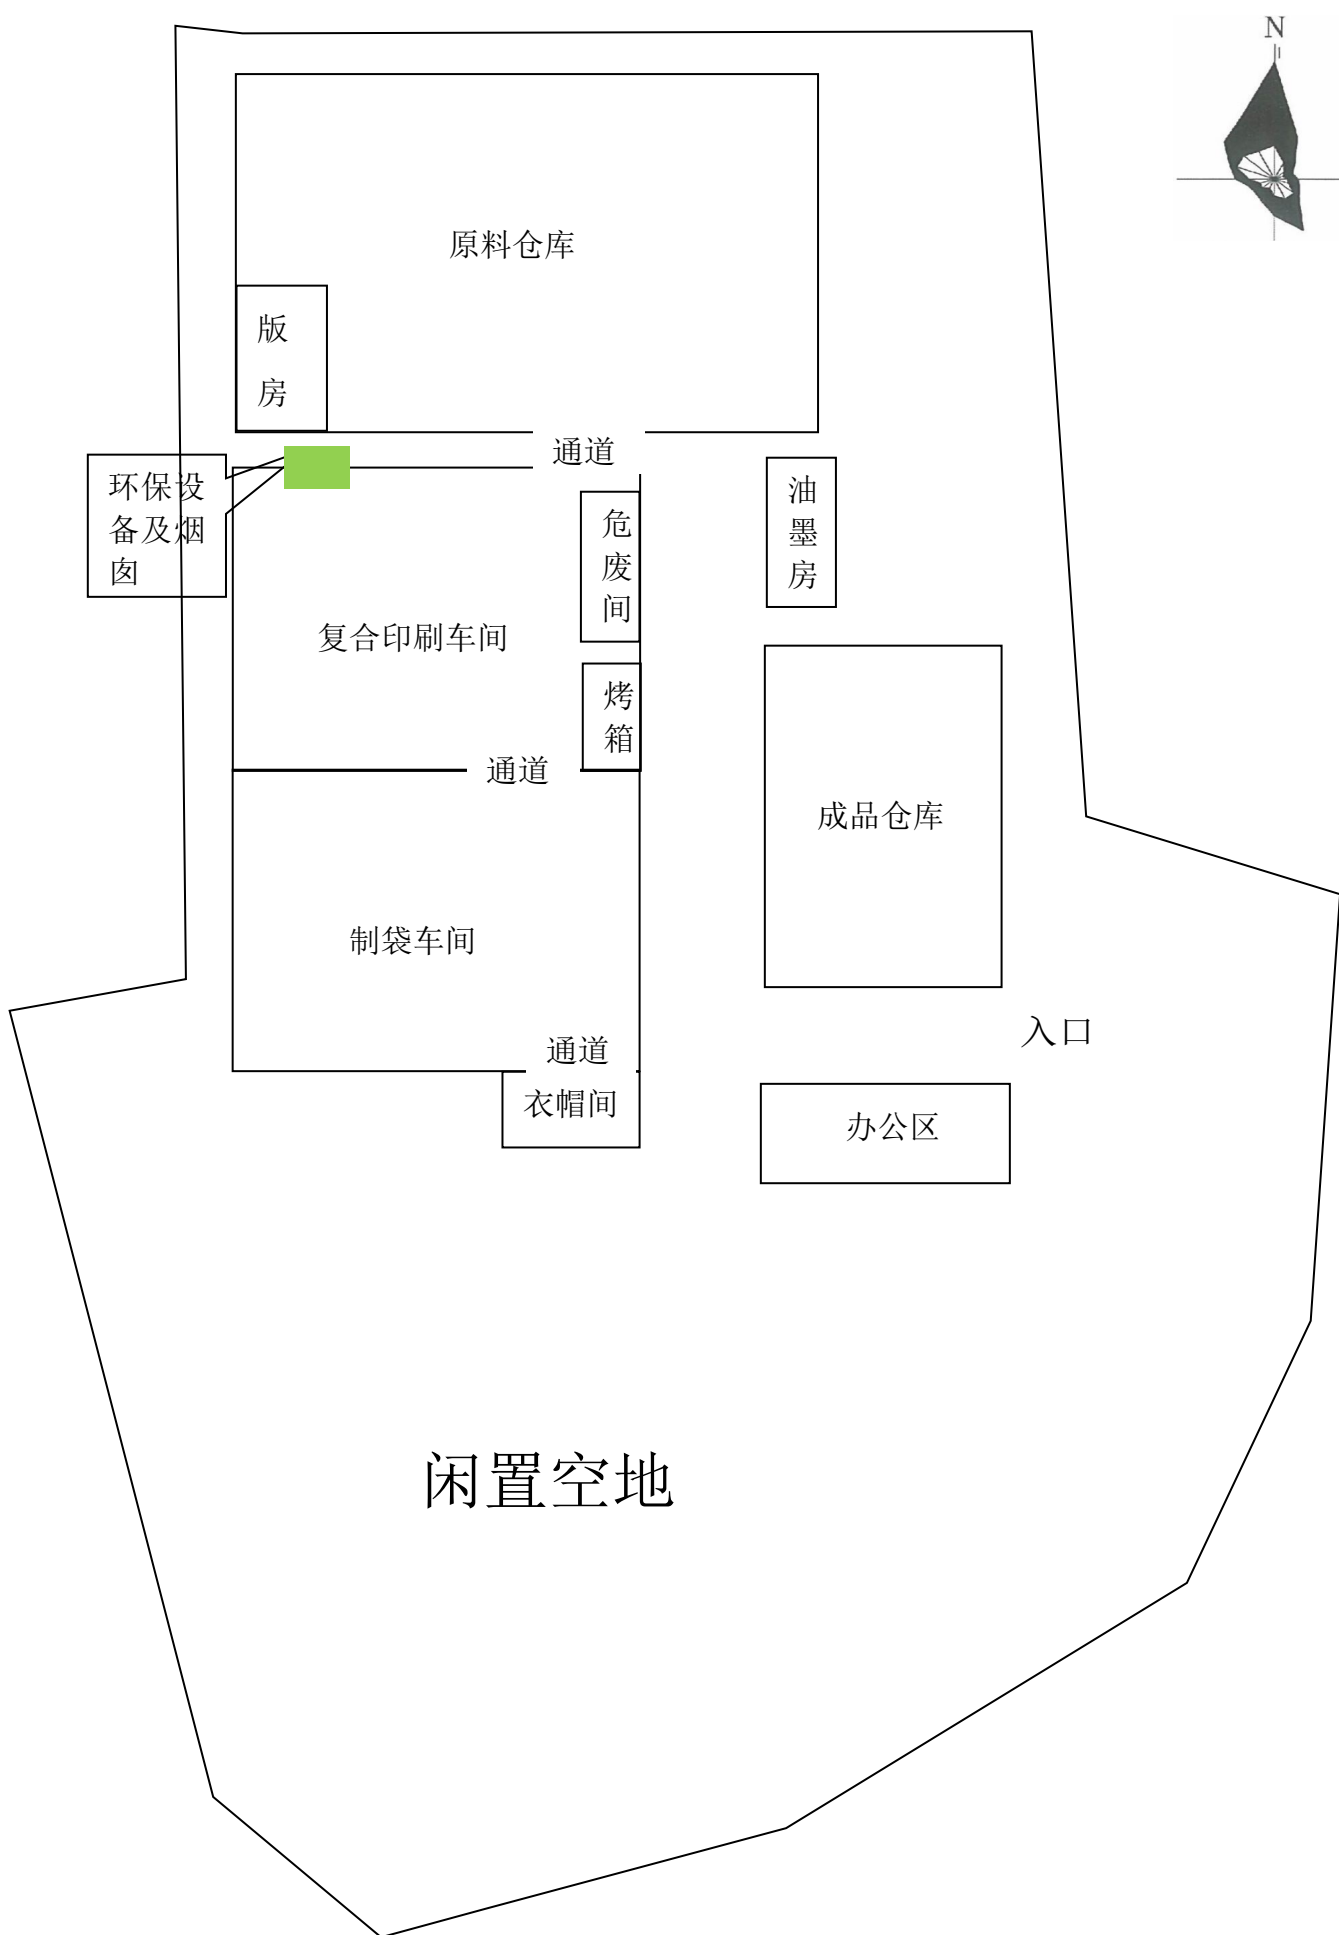 N
原料仓库
版
房
通道
环保设
备及烟
囱
危
废
间
油
墨
房
复合印刷车间
烤
箱
通道
成品仓库
制袋车间
入口
通道
衣帽间
办公区
闲置空地